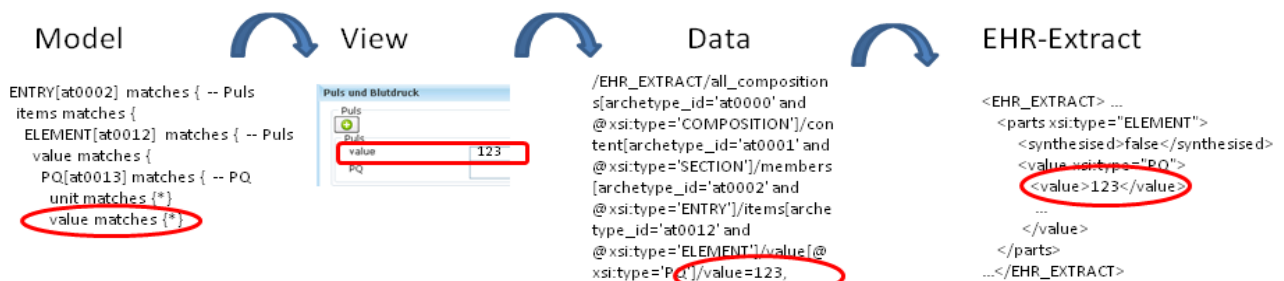 Model
ENTRY[at0002] matches { -- Puls
items matches {
ELEMENT[at0012] matches { -- Puls
value matches {
PQ[at0013] matches { -- PQ
unit matches {*}
value matches {*}
View
Puls und Blutdruck
Puls
Puls
value 123
PQ
Data
/EHR_EXTRACT/all_composition
s[archetype_id='at0000' and
@xsi:type='COMPOSITION']/con
tent[archetype_id='at0001' and
@xsi:type='SECTION']/members
[archetype_id='at0002' and
@xsi:type='ENTRY']/items[arche
type_id='at0012' and
@xsi:type='ELEMENT']/value[@
xsi:type='PQ']/value=123,
EHR-Extract
<EHR_EXTRACT> ...
<parts xsi:type="ELEMENT">
<synthesised>false</synthesised>
<value xsi:type="PQ">
<value>123</value>
...
</value>
</parts>
...</EHR_EXTRACT>